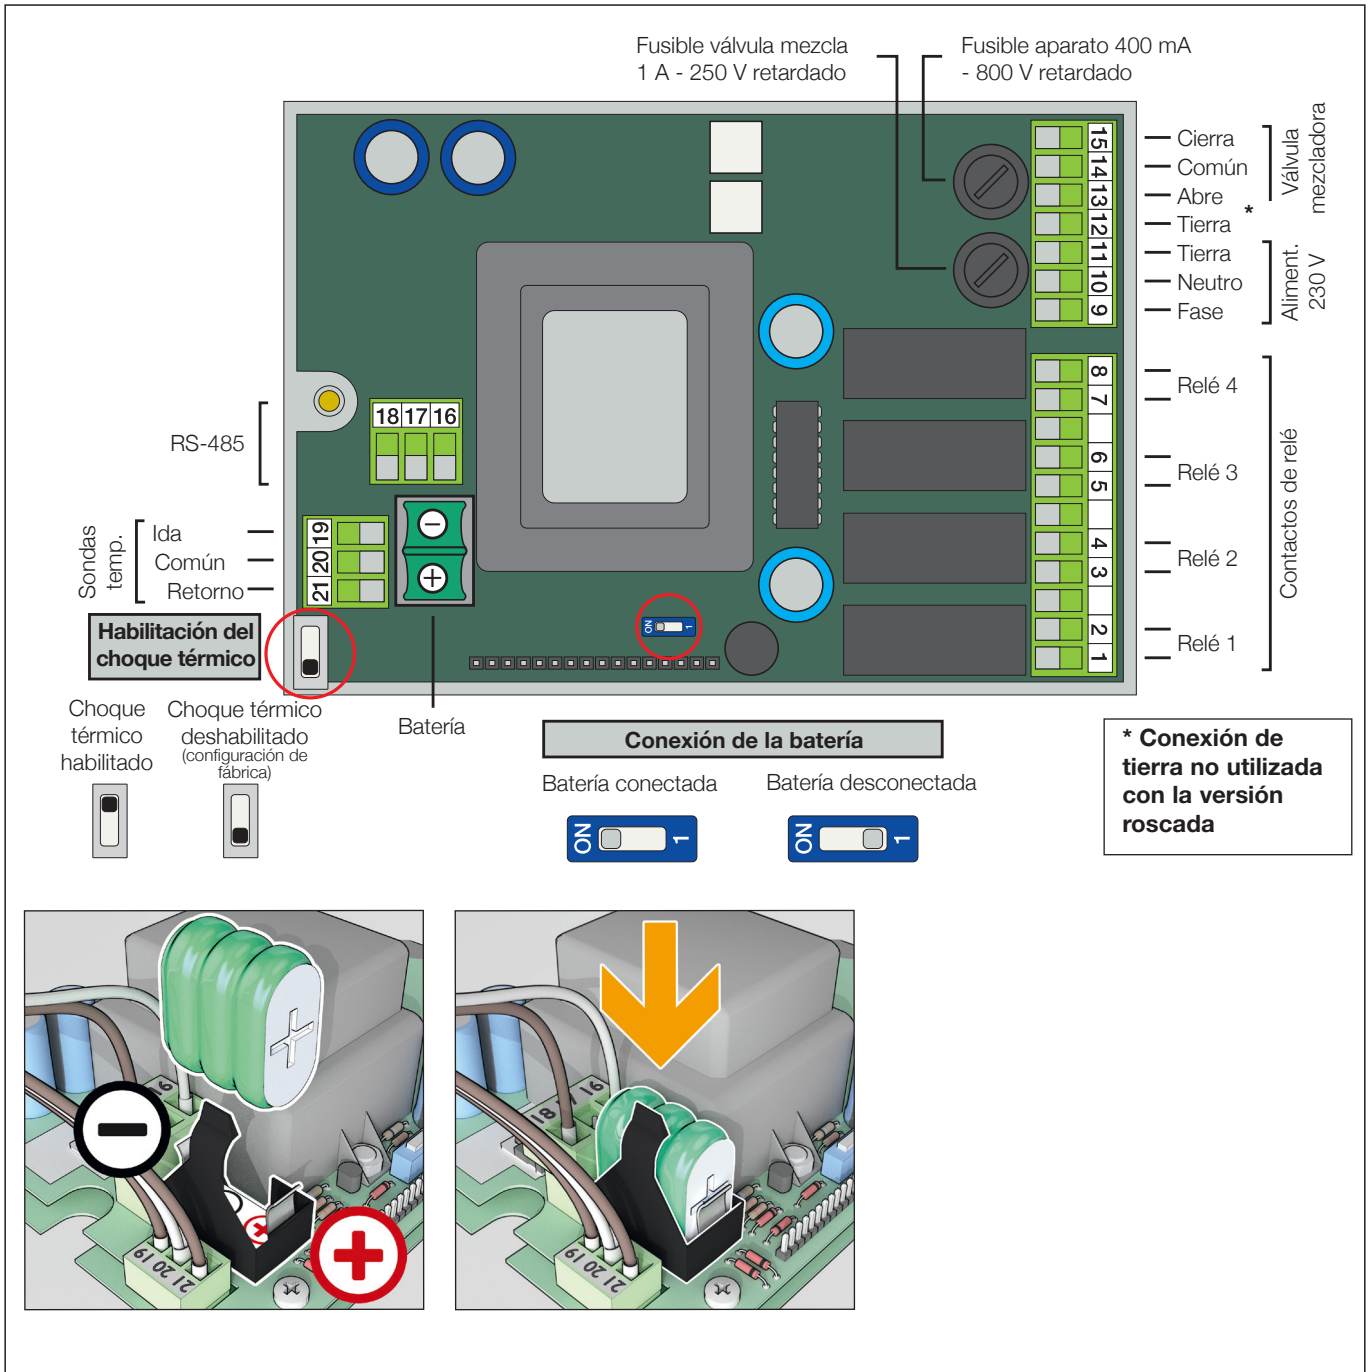 Fusible válvula mezcla
1 A - 250 V retardado
Fusible aparato 400 mA
- 800 V retardado
15
14
13
12
11
10
9
Cierra
Común
Abre
Tierra *
Tierra
Neutro
Fase
Válvula
mezcladora
Aliment.
230 V
8
7
6
5
4
3
2
1
Relé 4
Relé 3
Relé 2
Relé 1
Contactos de relé
RS-485
18 17 16
Sondas
temp.
Ida
Común
Retorno
19
20
21
Habilitación del
choque térmico
ON 1
Choque
térmico
habilitado
Choque térmico
deshabilitado
(configuración de
fábrica)
Batería
Conexión de la batería
Batería conectada
ON 1
Batería desconectada
ON 1
* Conexión de
tierra no utilizada
con la versión
roscada
16
21 20 19
18 17 16
21 20 19